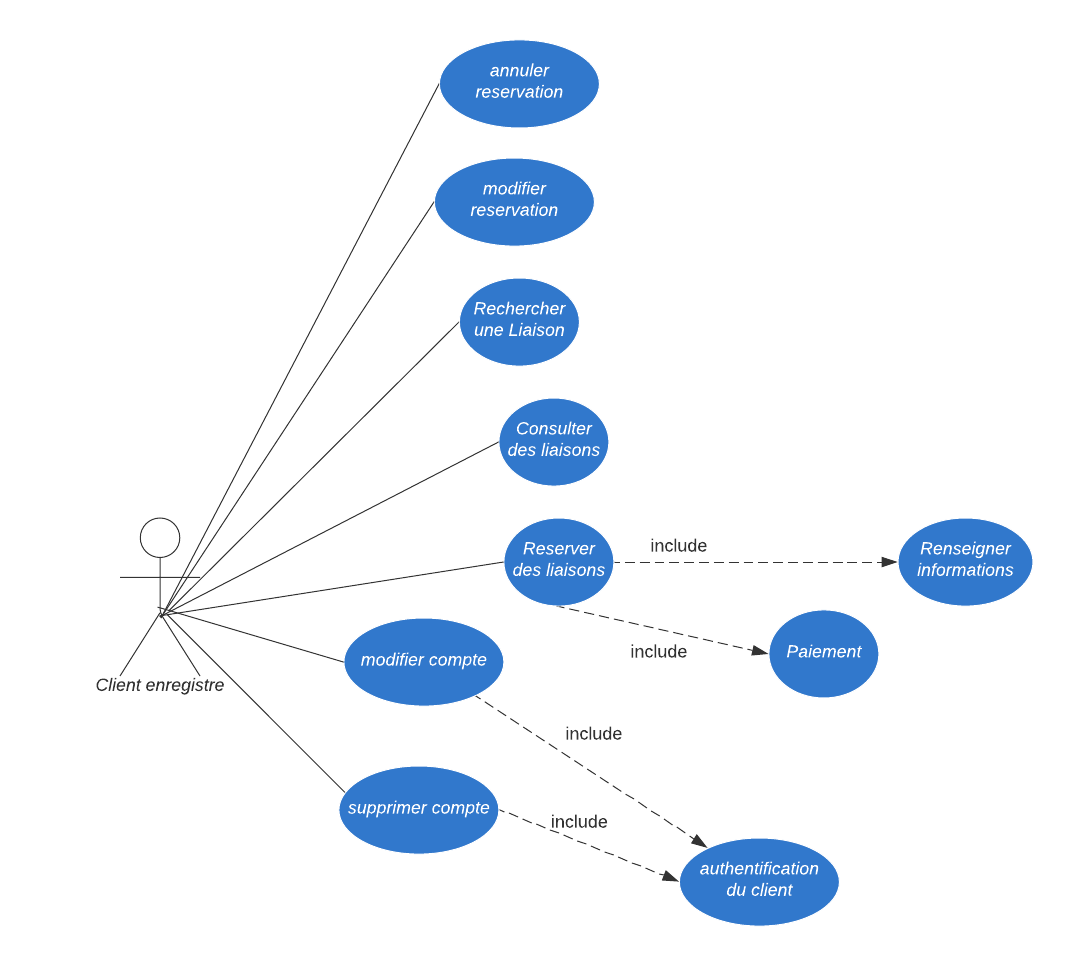 annuler
reservation
modifier
reservation
Rechercher
une Liaison
Consulter
des liaisons
Reserver
des liaisons
include
Renseigner
informations
include
Paiement
Client enregistre
modifier compte
include
supprimer compte
include
authentification
du client